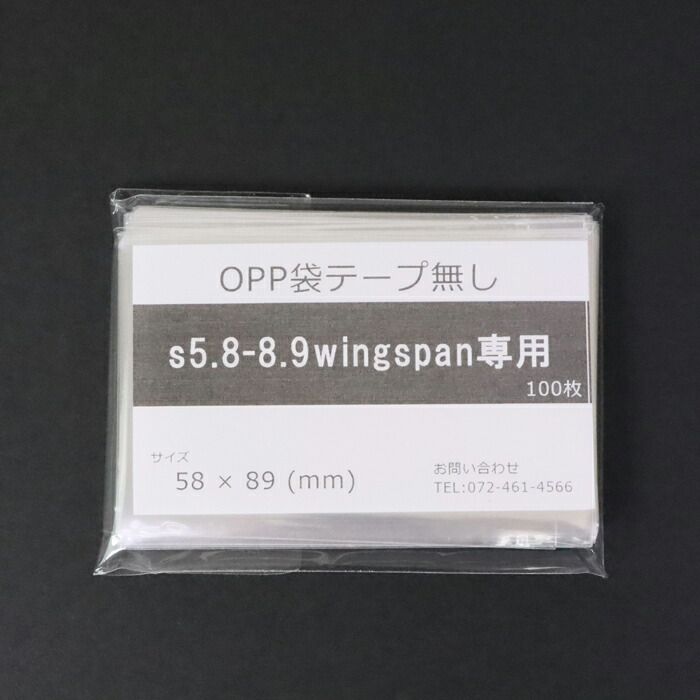 OPP袋テープ無し
s5.8-8.9wingspan専用
100枚
サイズ
58 × 89 (mm)
お問い合わせ
TEL:072-461-4566